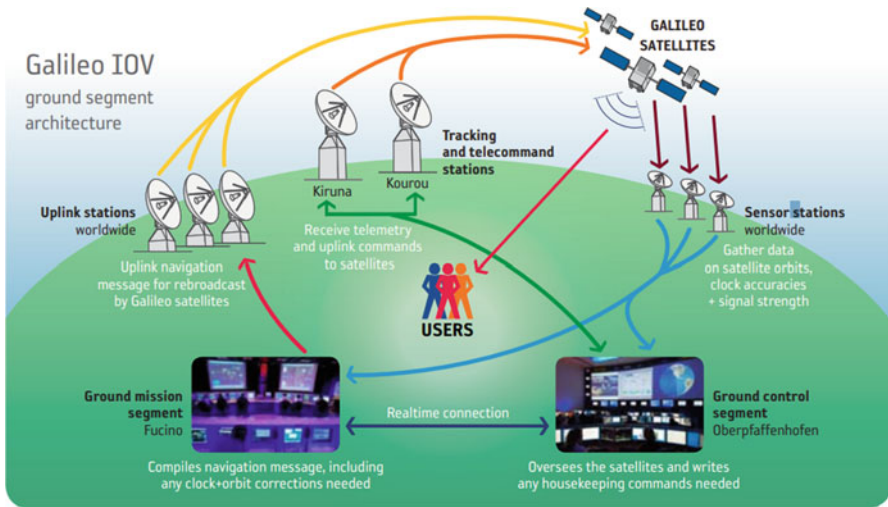 Galileo IOV
ground segment
architecture
GALILEO
SATELLITES
Tracking
and telecommand
stations
Kiruna
Kourou
Receive telemetry
and uplink commands
to satellites
Uplink stations
worldwide
Uplink navigation
message for rebroadcast
by Galileo satellites
Sensor stations
worldwide
Gather data
on satellite orbits,
clock accuracies
+ signal strength
USERS
Ground mission
segment
Fucino
Realtime connection
Ground control
segment
Oberpfaffenhofen
Compiles navigation message, including
any clock+orbit corrections needed
Oversees the satellites and writes
any housekeeping commands needed